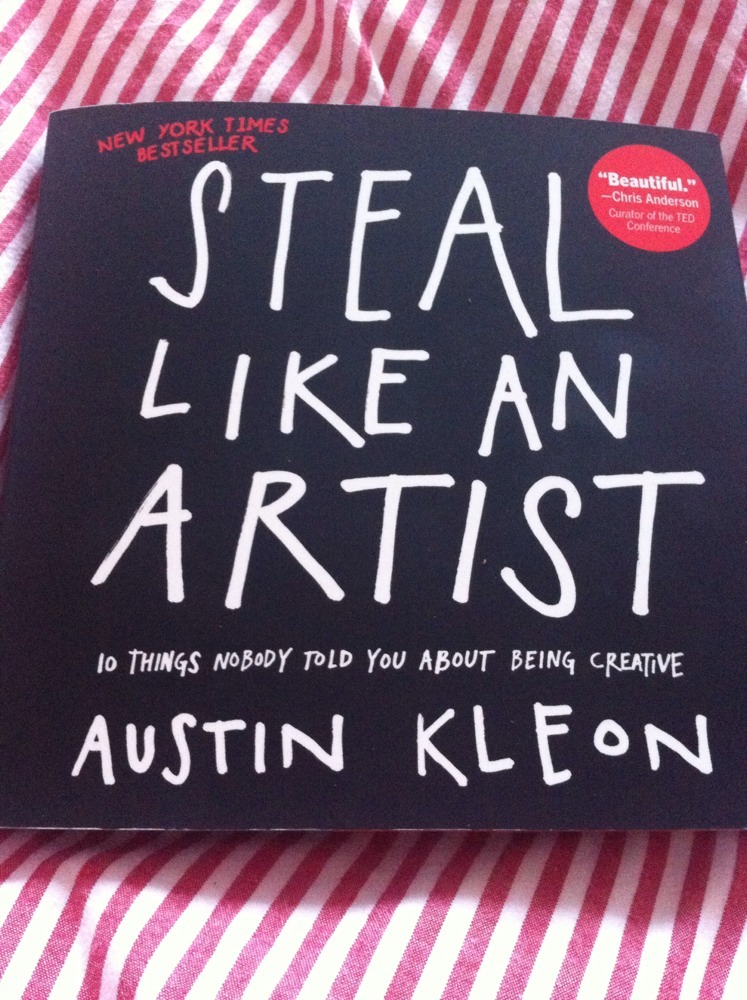 NEW YORK TIMES
BESTSELLER
STEAL
LIKE AN
ARTIST
10 THINGS NOBODY TOLD YOU ABOUT BEING CREATIVE
AUSTIN KLEON
“Beautiful.”
—Chris Anderson
Curator of the TED
Conference